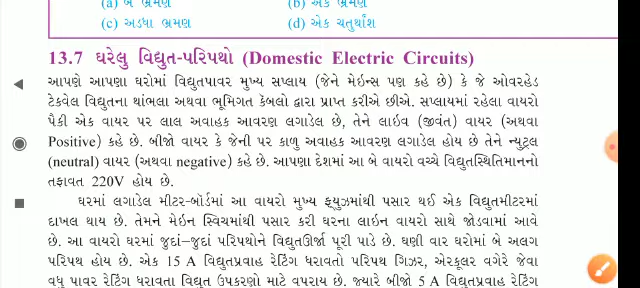 (a) બે ભ્રમણ (b) એક ભ્રમણ
(c) અડધા ભ્રમણ (d) એક ચતુર્થાંશ
13.7 ઘરેલુ વિદ્યુત-પરિપથો (Domestic Electric Circuits)
આપણે આપણા ઘરોમાં વિદ્યુતપાવર મુખ્ય સપ્લાય (જેને મેઇન્સ પણ કહે છે) કે જે ઓવરહેડ
ટેકવેલ વિદ્યુતના થાંભલા અથવા ભૂમિગત કેબલો દ્વારા પ્રાપ્ત કરીએ છીએ. સપ્લાયમાં રહેલા વાયરો
પૈકી એક વાયર પર લાલ અવાહક આવરણ લગાડેલ છે, તેને લાઇવ (જીવંત) વાયર (અથવા
Positive) કહે છે. બીજો વાયર કે જેની પર કાળુ અવાહક આવરણ લગાડેલ હોય છે તેને ન્યુટ્રલ
(neutral) વાયર (અથવા negative) કહે છે. આપણા દેશમાં આ બે વાયરો વચ્ચે વિદ્યુતસ્થિતિમાનનો
તફાવત 220V હોય છે.
ઘરમાં લગાડેલ મીટર-બૉર્ડમાં આ વાયરો મુખ્ય ફ્યુઝમાંથી પસાર થઈ એક વિદ્યુતમીટરમાં
દાખલ થાય છે. તેમને મેઇન સ્વિચમાંથી પસાર કરી ઘરના લાઇન વાયરો સાથે જોડવામાં આવે
છે. આ વાયરો ઘરમાં જુદાં-જુદાં પરિપથોને વિદ્યુતઊર્જા પૂરી પાડે છે. ઘણી વાર ઘરોમાં બે અલગ
પરિપથ હોય છે. એક 15 A વિદ્યુતપ્રવાહ રેટિંગ ધરાવતો પરિપથ ગિઝર, એરકૂલર વગેરે જેવા
વધુ પાવર રેટિંગ ધરાવતા વિદ્યુત ઉપકરણો માટે વપરાય છે. જ્યારે બીજો 5 A વિદ્યુતપ્રવાહ રેટિંગ